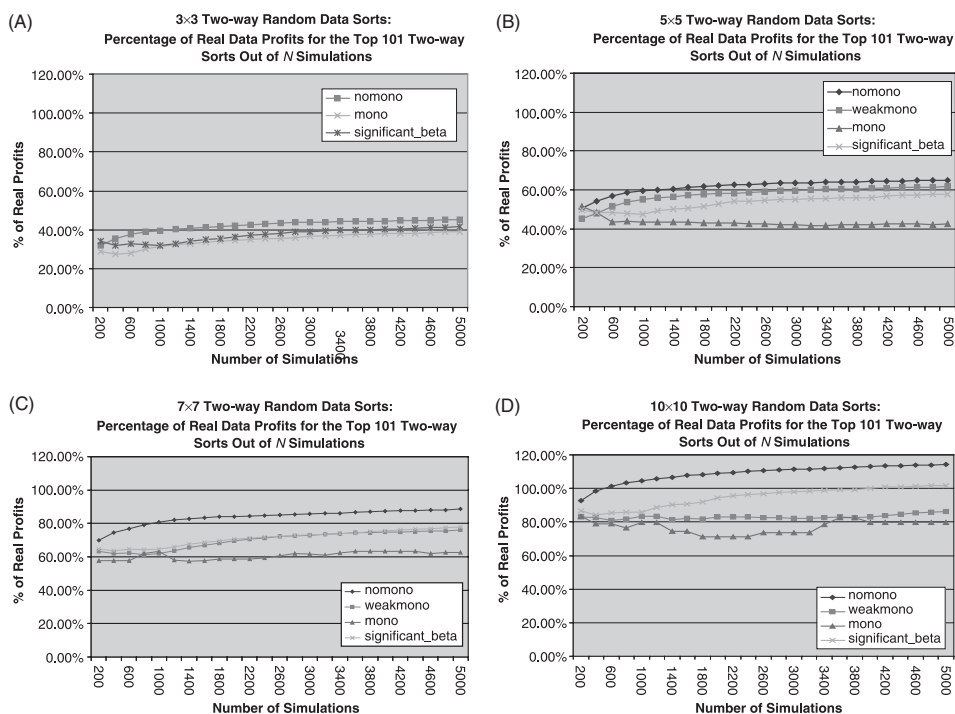 (A)
3×3 Two-way Random Data Sorts:
Percentage of Real Data Profits for the Top 101 Two-way
Sorts Out of N Simulations
120.00%
100.00%
80.00%
60.00%
40.00%
20.00%
0.00%
% of Real Profits
nomono
mono
significant_beta
200
600
1000
1400
1800
2200
2600
3000
3400
3800
4200
4600
5000
Number of Simulations
(B)
5×5 Two-way Random Data Sorts:
Percentage of Real Data Profits for the Top 101 Two-way
Sorts Out of N Simulations
120.00%
100.00%
80.00%
60.00%
40.00%
20.00%
0.00%
% of Real Profits
nomono
weakmono
mono
significant_beta
200
600
1000
1400
1800
2200
2600
3000
3400
3800
4200
4600
5000
Number of Simulations
(C)
7×7 Two-way Random Data Sorts:
Percentage of Real Data Profits for the Top 101 Two-way
Sorts Out of N Simulations
120.00%
100.00%
80.00%
60.00%
40.00%
20.00%
0.00%
% of Real Profits
nomono
weakmono
mono
significant_beta
200
600
1000
1400
1800
2200
2600
3000
3400
3800
4200
4600
5000
Number of Simulations
(D)
10×10 Two-way Random Data Sorts:
Percentage of Real Data Profits for the Top 101 Two-way
Sorts Out of N Simulations
120.00%
100.00%
80.00%
60.00%
40.00%
20.00%
0.00%
% of Real Profits
nomono
weakmono
mono
significant_beta
200
600
1000
1400
1800
2200
2600
3000
3400
3800
4200
4600
5000
Number of Simulations